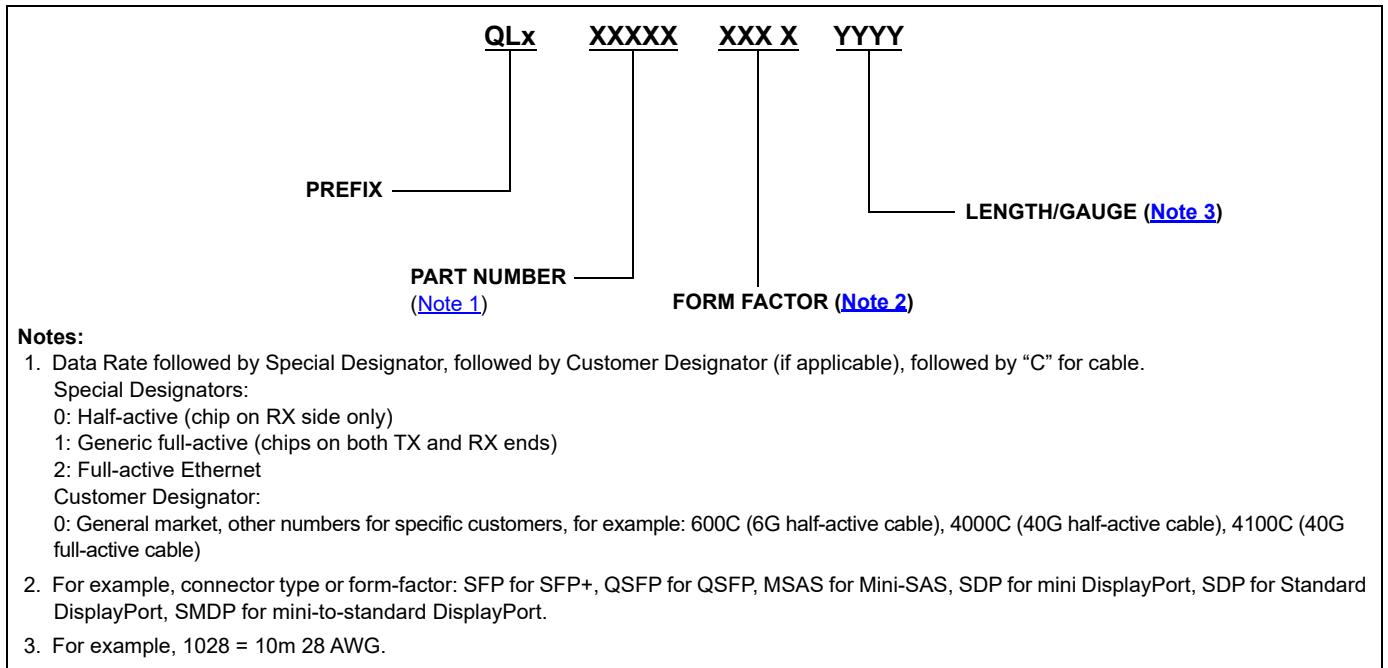 QLx XXXXX XXX X YYYY
PREFIX
LENGTH/GAUGE (Note 3)
PART NUMBER
(Note 1)
FORM FACTOR (Note 2)
Notes:
1. Data Rate followed by Special Designator, followed by Customer Designator (if applicable), followed by “C” for cable.
Special Designators:
0: Half-active (chip on RX side only)
1: Generic full-active (chips on both TX and RX ends)
2: Full-active Ethernet
Customer Designator:
0: General market, other numbers for specific customers, for example: 600C (6G half-active cable), 4000C (40G half-active cable), 4100C (40G
full-active cable)
2. For example, connector type or form-factor: SFP for SFP+, QSFP for QSFP, MSAS for Mini-SAS, SDP for mini DisplayPort, SDP for Standard
DisplayPort, SMDP for mini-to-standard DisplayPort.
3. For example, 1028 = 10m 28 AWG.